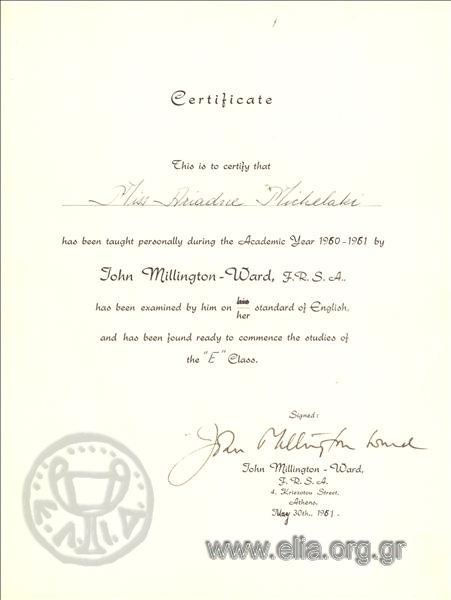 Certificate
This is to certify that
Miss Ariadne Michelaki
has been taught personally during the Academic Year 1960-1961 by
John Millington-Ward, F.R.S.A.,
has been examined by him on his
her standard of English,
and has been found ready to commence the studies of
the "E" Class.
Signed:
John Millington Ward
John Millington - Ward,
F.R.S.A.
4, Kriezotou Street,
Athens.
May 30th., 1961.
Ε.Λ.Ι.Α
www.elia.org.gr